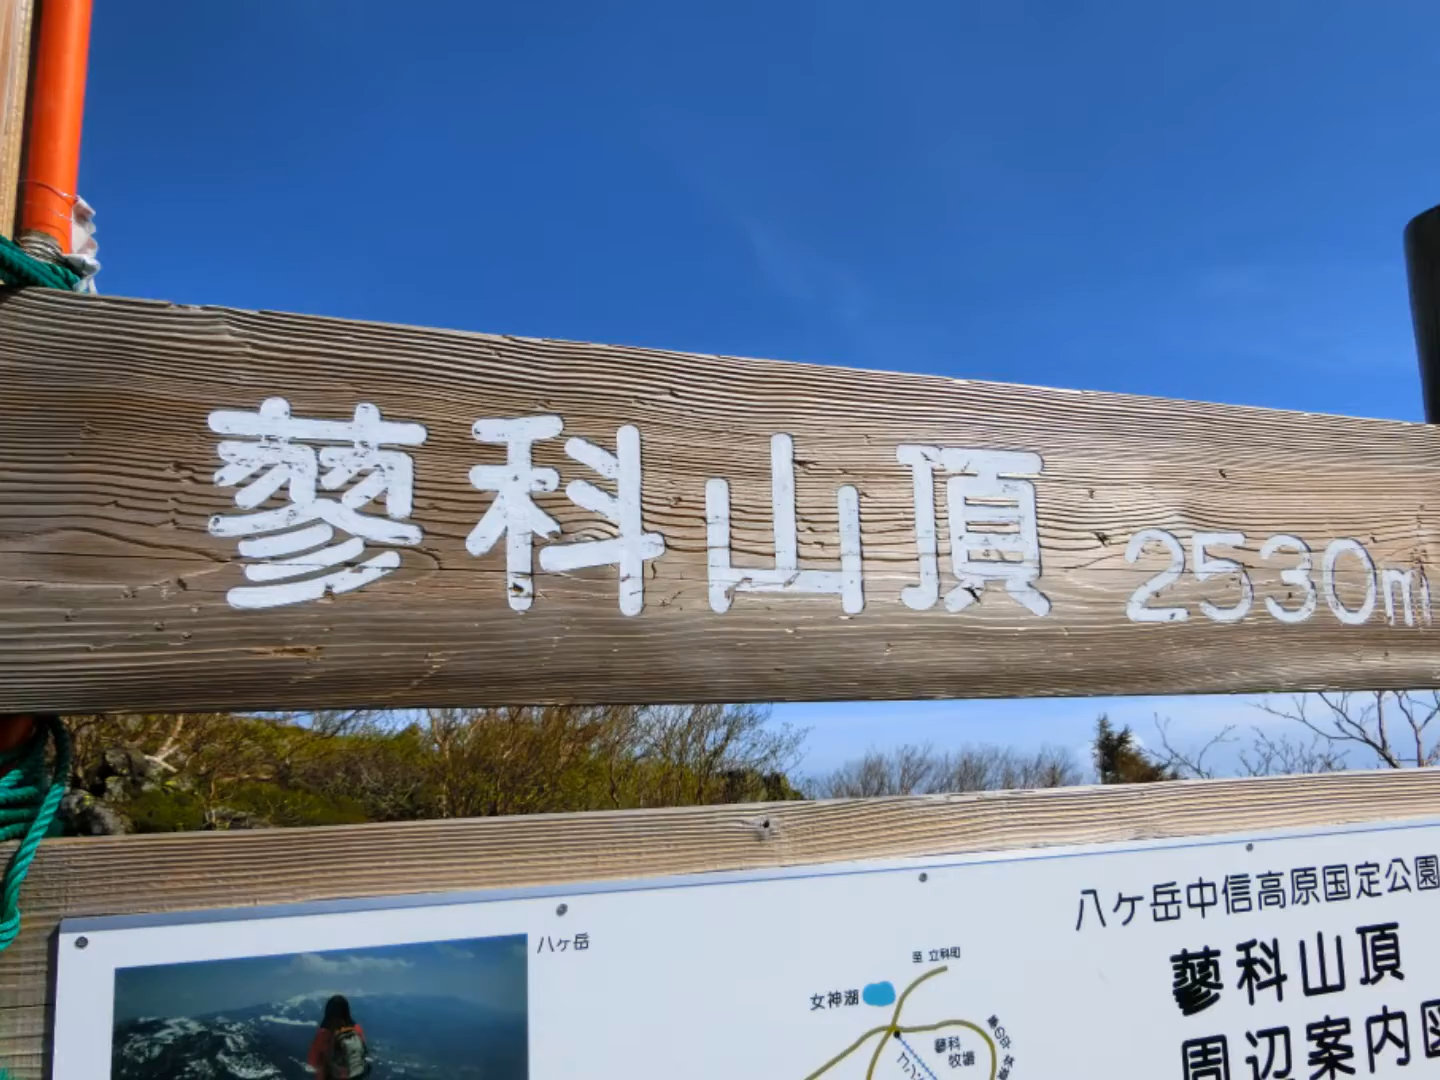 蓼科山頂 2530m
八ヶ岳
至 立科町
女神湖
蓼科
牧場
八ケ岳中信高原国定公園
蓼科山頂
周辺案内図